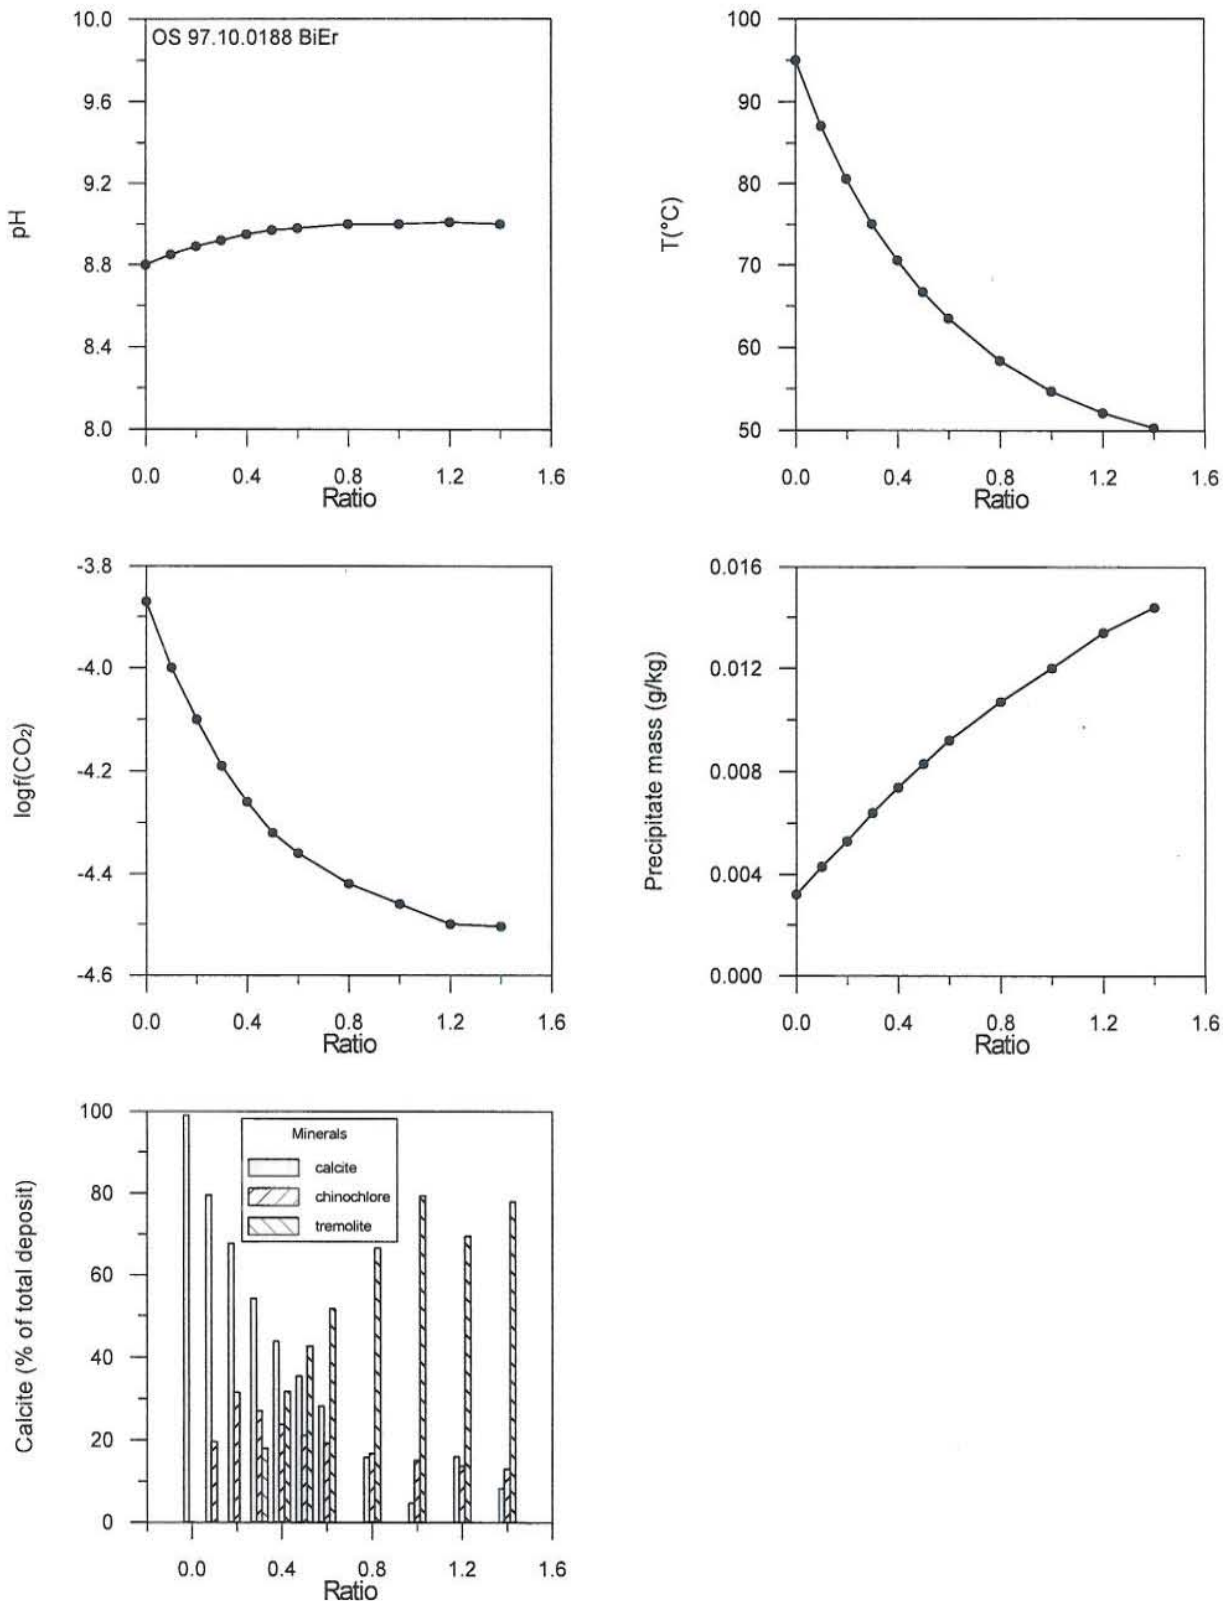 OS 97.10.0188 BiEr
10.0
9.6
9.2
8.8
8.4
8.0
pH
0.0 0.4 0.8 1.2 1.6
Ratio
100
90
80
70
60
50
T(°C)
0.0 0.4 0.8 1.2 1.6
Ratio
-3.8
-4.0
-4.2
-4.4
-4.6
logf(CO₂)
0.0 0.4 0.8 1.2 1.6
Ratio
0.016
0.012
0.008
0.004
0.000
Precipitate mass (g/kg)
0.0 0.4 0.8 1.2 1.6
Ratio
100
80
60
40
20
0
Calcite (% of total deposit)
Minerals
calcite
chinochlore
tremolite
0.0 0.4 0.8 1.2 1.6
Ratio